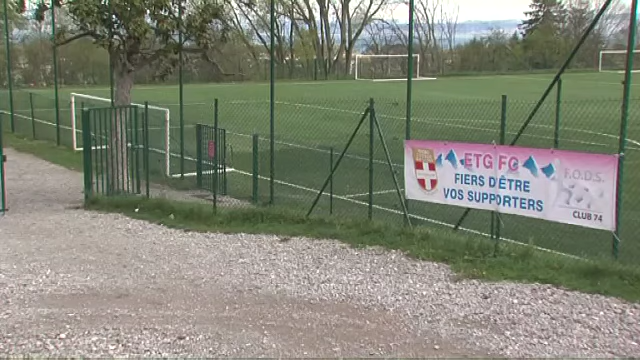 ETG FC
F.O.D.S.
FIERS D'ÊTRE
VOS SUPPORTERS
CLUB 74